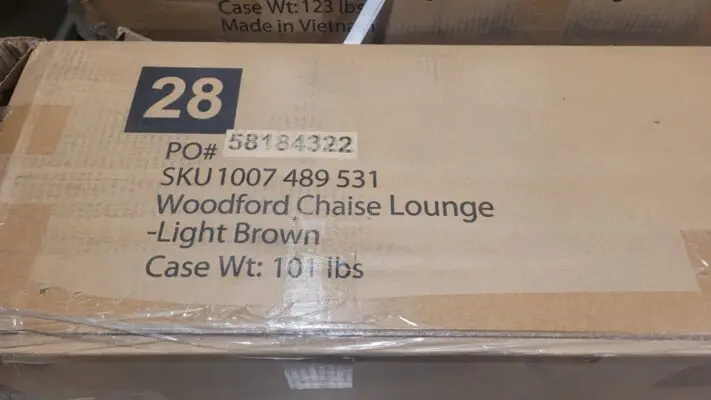 Case Wt: 123 lbs
Made in Vietnam
28
PO# 58184322
SKU 1007 489 531
Woodford Chaise Lounge
-Light Brown
Case Wt: 101 lbs